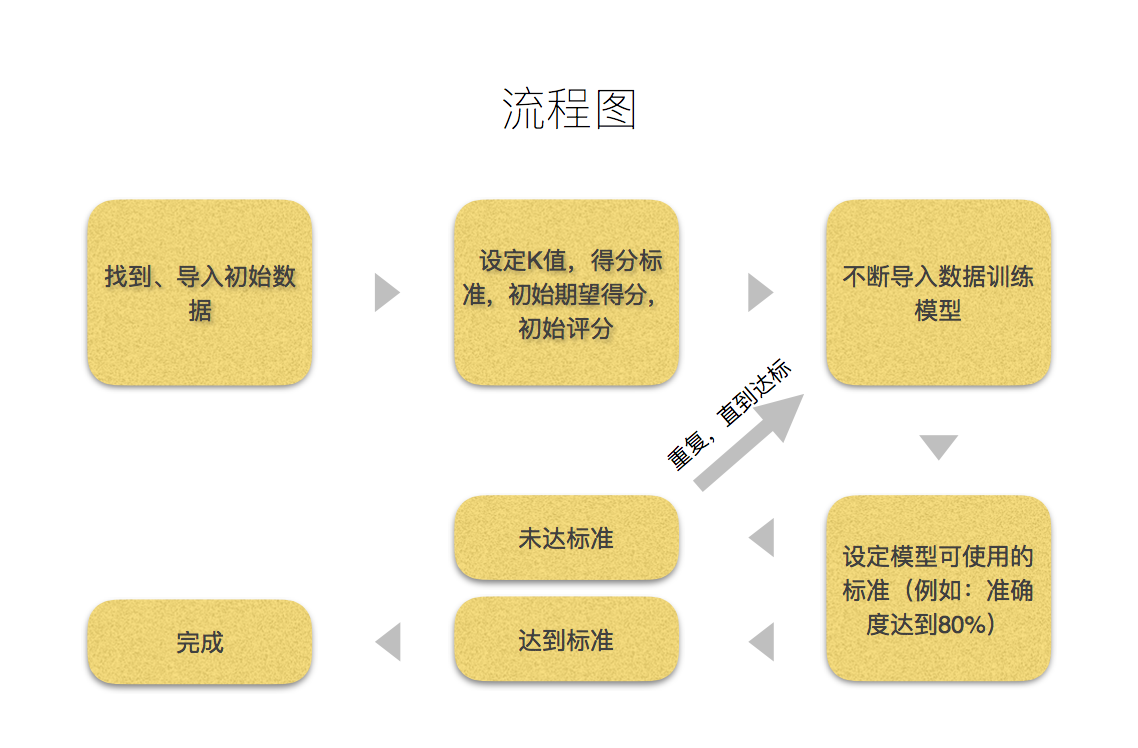 流程图
找到、导入初始数
据
设定K值，得分标
准，初始期望得分，
初始评分
不断导入数据训练
模型
重复，直到达标
未达标准
设定模型可使用的
标准（例如：准确
度达到80%）
达到标准
完成